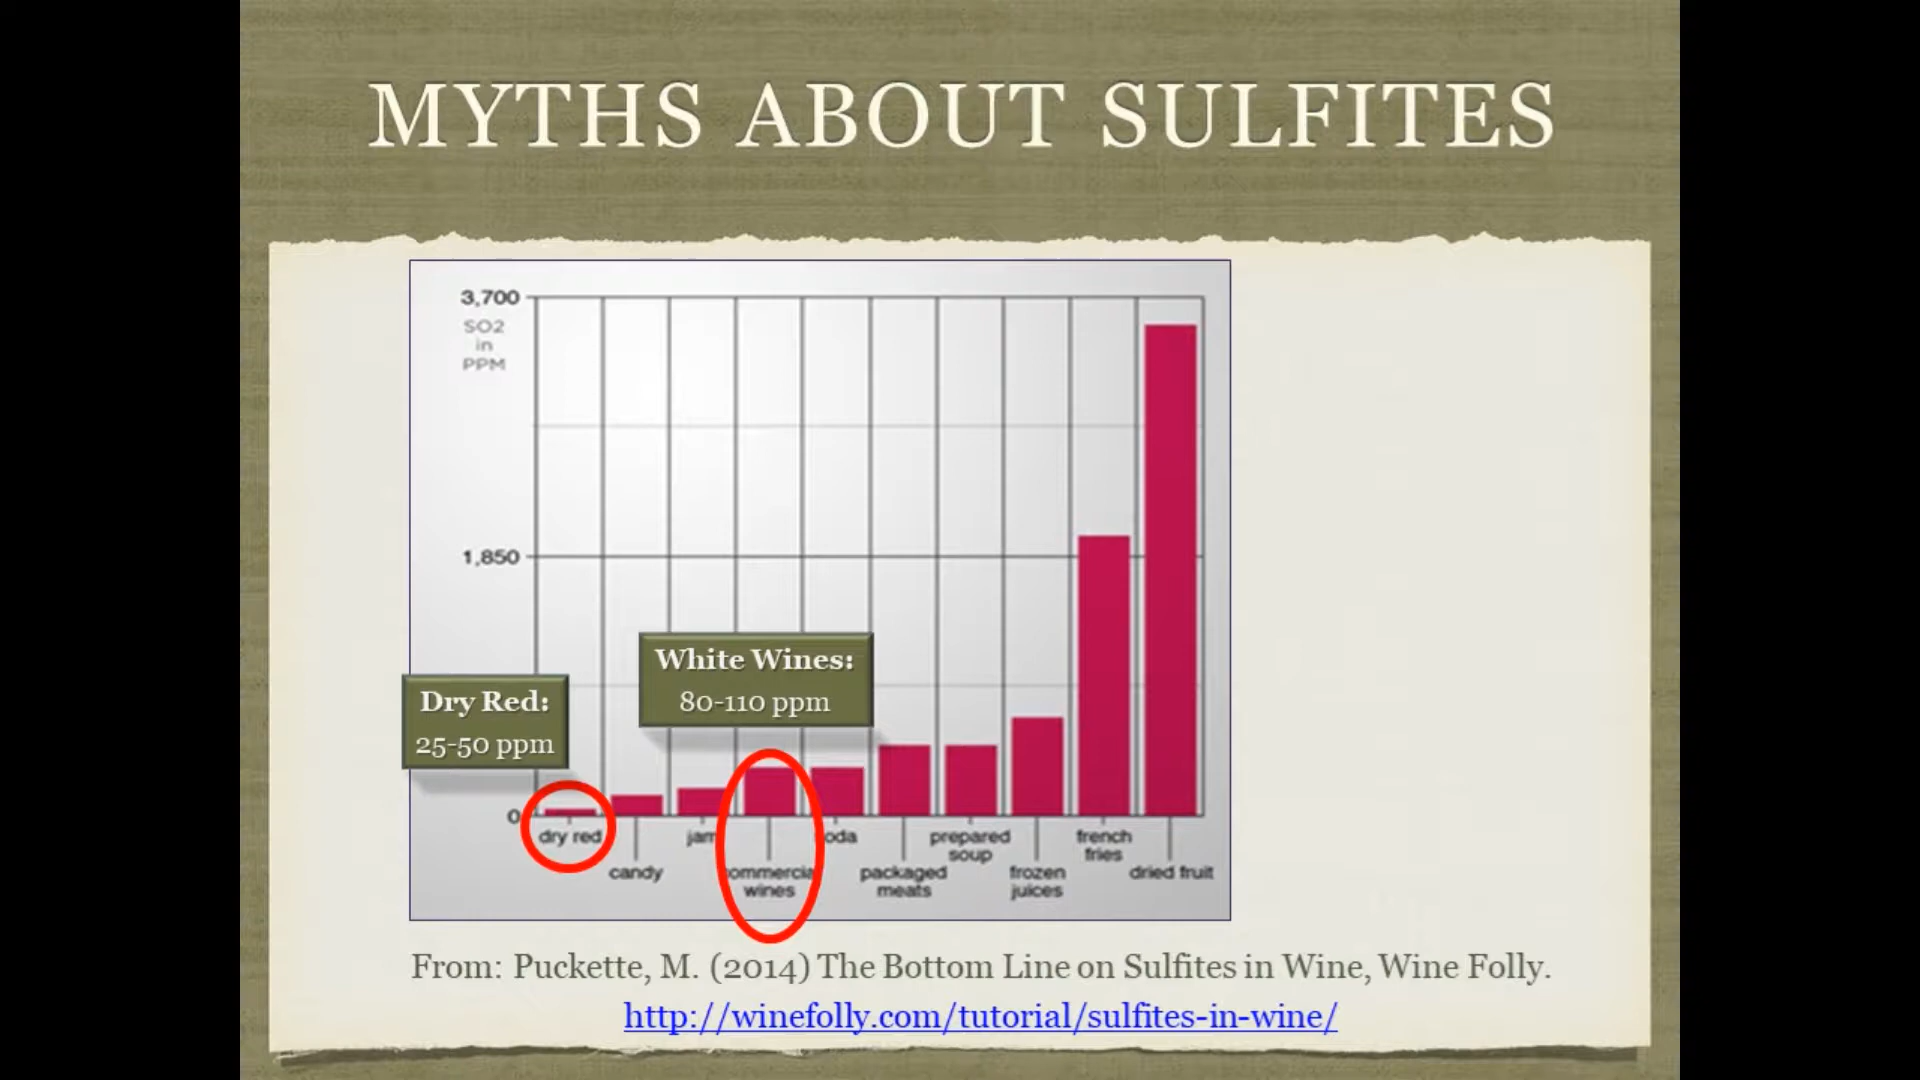 MYTHS ABOUT SULFITES
3,700
SO2
in
PPM
1,850
White Wines:
80-110 ppm
Dry Red:
25-50 ppm
0
dry red
candy
jam
ommercia
wines
oda
packaged
meats
prepared
soup
frozen
juices
french
fries
dried fruit
From: Puckette, M. (2014) The Bottom Line on Sulfites in Wine, Wine Folly.
http://winefolly.com/tutorial/sulfites-in-wine/